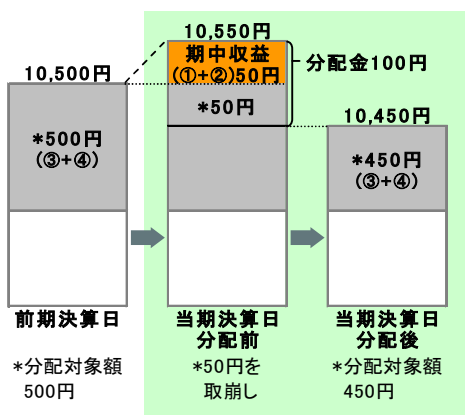 10,550円
期中収益
(①+②)50円
分配金100円
10,500円
*50円
10,450円
*500円
(③+④)
*450円
(③+④)
前期決算日
当期決算日
分配前
当期決算日
分配後
*分配対象額
500円
*50円を
取崩し
*分配対象額
450円